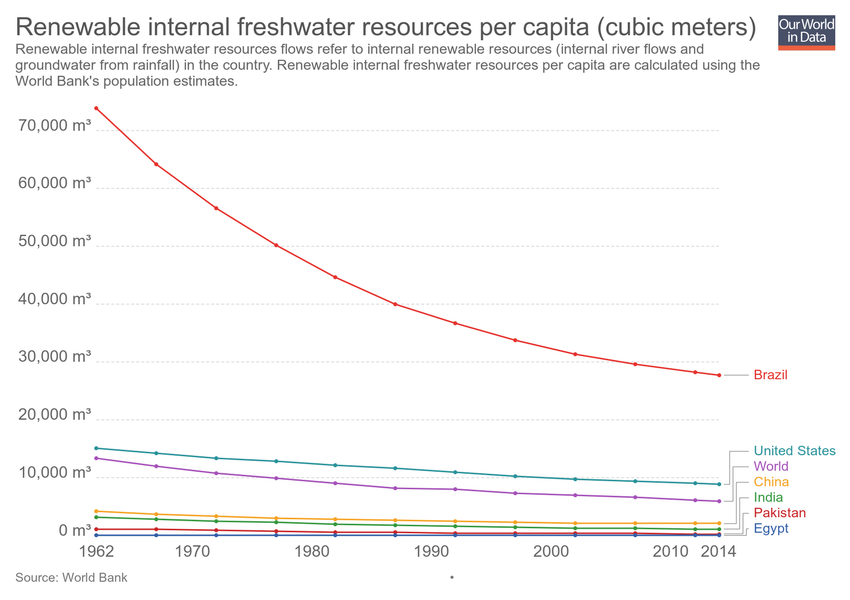 Renewable internal freshwater resources per capita (cubic meters)
Our World
in Data
Renewable internal freshwater resources flows refer to internal renewable resources (internal river flows and
groundwater from rainfall) in the country. Renewable internal freshwater resources per capita are calculated using the
World Bank's population estimates.
70,000 m³
60,000 m³
50,000 m³
40,000 m³
30,000 m³
20,000 m³
10,000 m³
0 m³
Brazil
United States
World
China
India
Pakistan
Egypt
1962 1970 1980 1990 2000 2010 2014
Source: World Bank